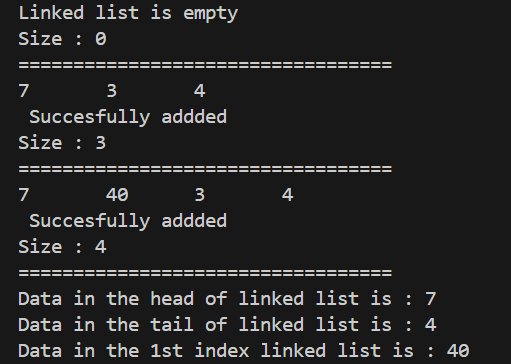 Linked list is empty
Size : 0
==================================
7       3       4
 Succesfully addded
Size : 3
==================================
7       40      3       4
 Succesfully addded
Size : 4
==================================
Data in the head of linked list is : 7
Data in the tail of linked list is : 4
Data in the 1st index linked list is : 40